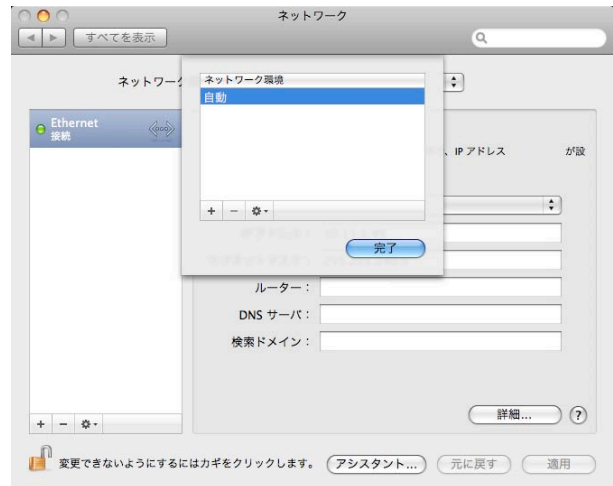 ネットワーク
すべてを表示
ネットワーク
ネットワーク環境
自動
Ethernet
接続
、IP アドレス が設
完了
ルーター：
DNS サーバ：
検索ドメイン：
詳細...
?
変更できないようにするにはカギをクリックします。
アシスタント...
元に戻す
適用